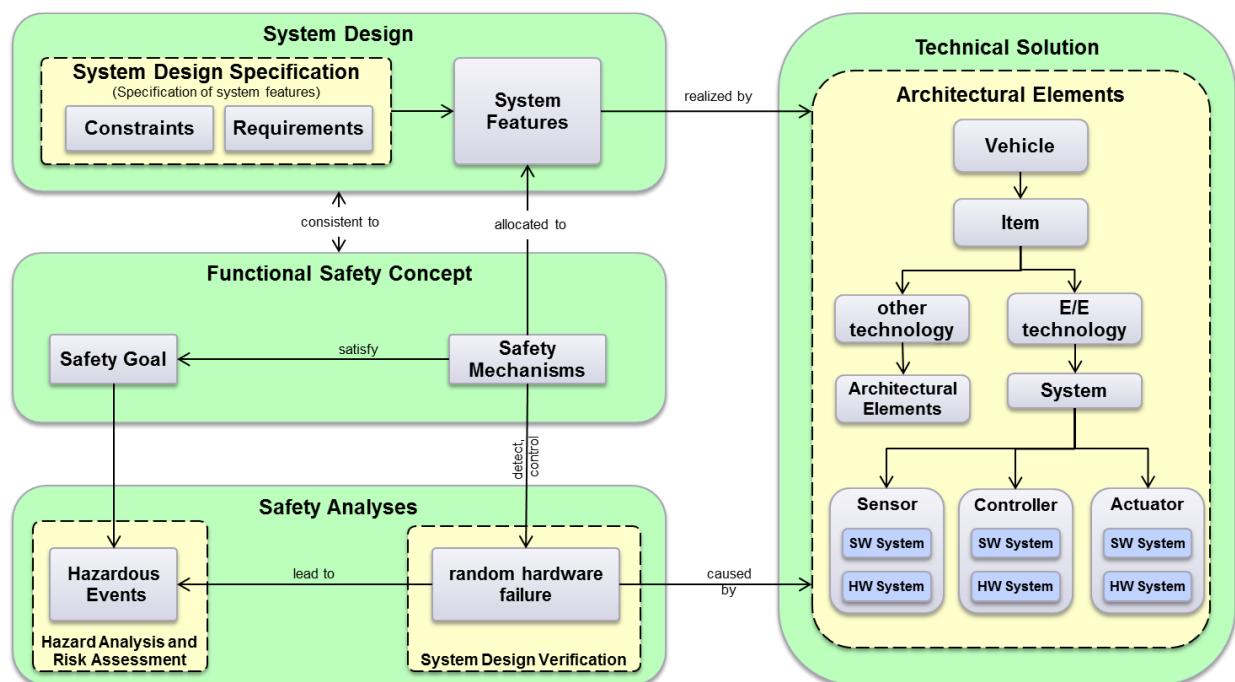 System Design
System Design Specification
(Specification of system features)
Constraints
Requirements
System
Features
realized by
consistent to
allocated to
Functional Safety Concept
Safety Goal
satisfy
Safety
Mechanisms
detect,
control
Safety Analyses
Hazardous
Events
lead to
random hardware
failure
caused
by
Hazard Analysis and
Risk Assessment
System Design Verification
Technical Solution
Architectural Elements
Vehicle
Item
other
technology
E/E
technology
Architectural
Elements
System
Sensor
SW System
HW System
Controller
SW System
HW System
Actuator
SW System
HW System